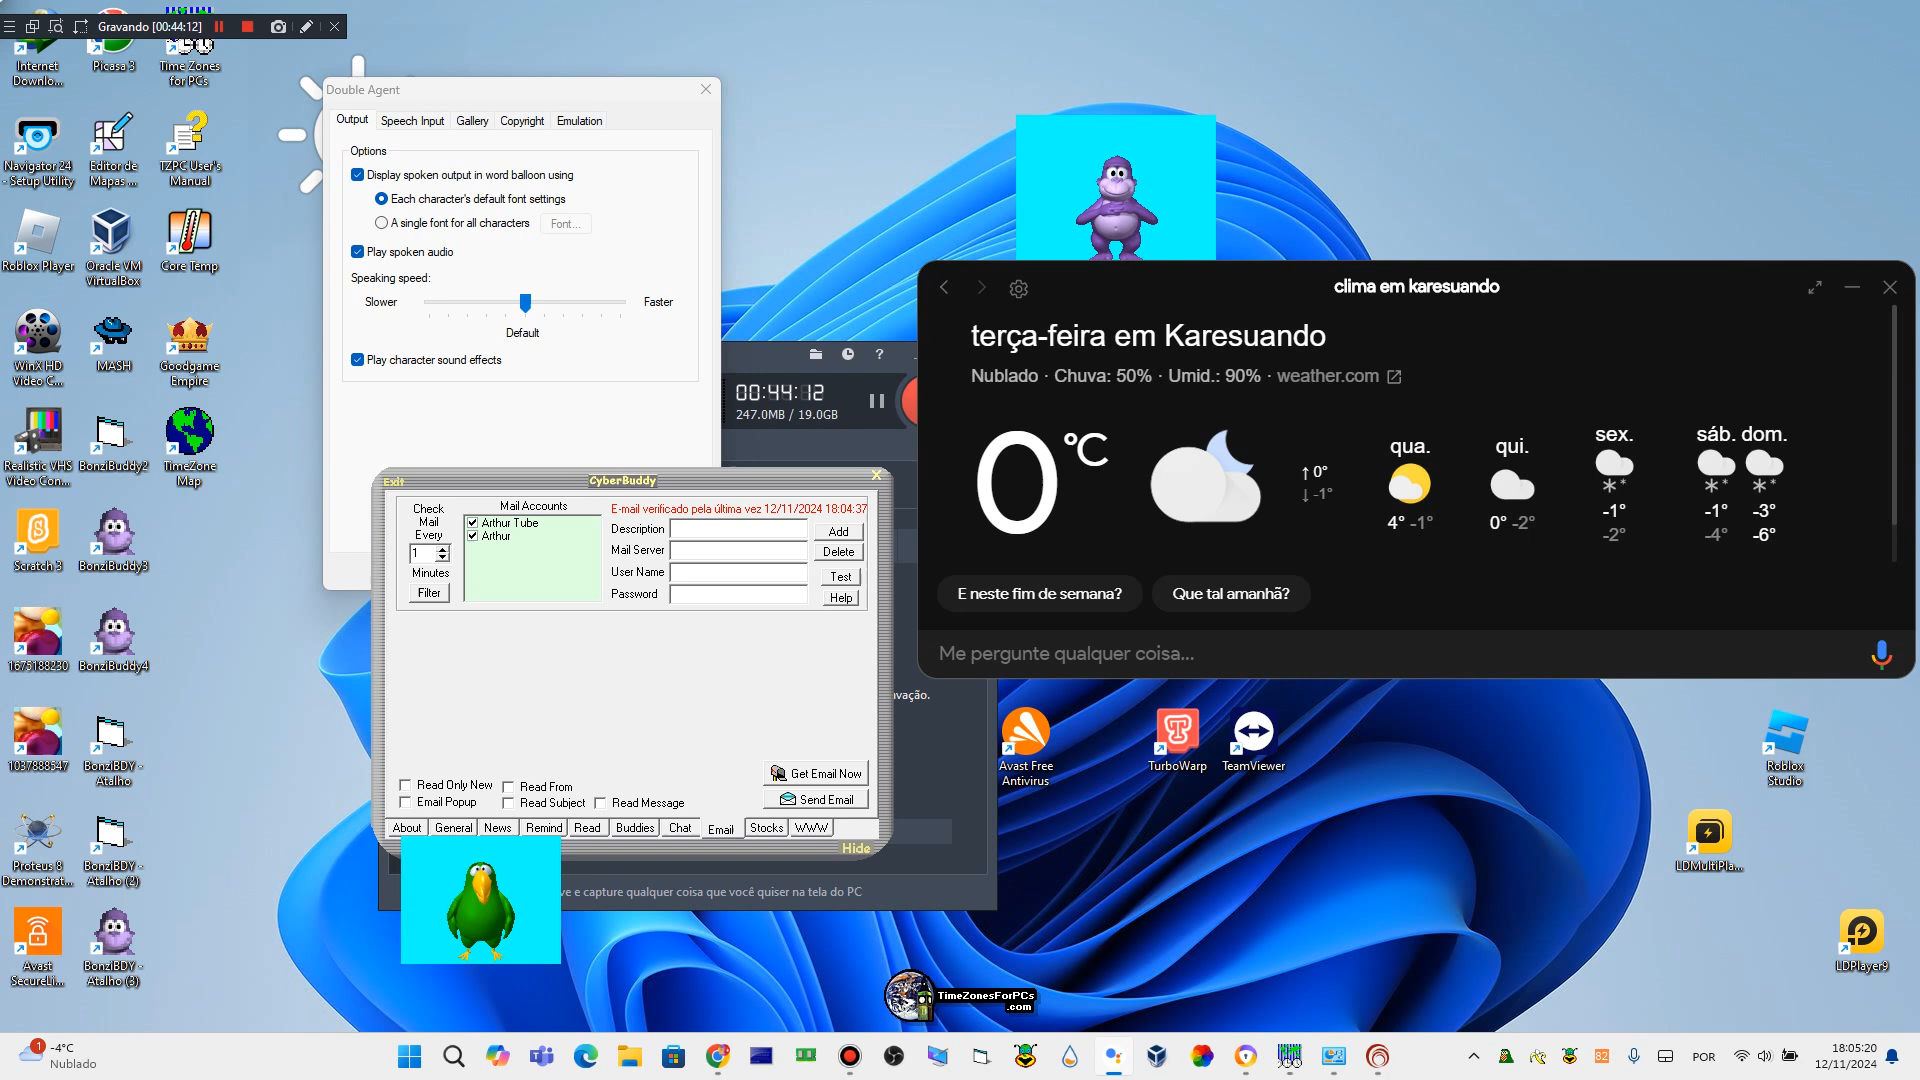 Gravando [00:44:12]
Internet
Downlo...
Picasa 3
Time Zones
for PCs
Navigator 24
- Setup Utility
Editor de
Mapas ...
TZPC User's
Manual
Roblox Player
Oracle VM
VirtualBox
Core Temp
WinX HD
Video C...
MASH
Goodgame
Empire
Realistic VHS
Video Con...
BonziBuddy2
TimeZone
Map
Scratch 3
BonziBuddy3
1675188230
BonziBuddy4
1037888547
BonziBDY -
Atalho
Proteus 8
Demonstrat...
BonziBDY -
Atalho (2)
Avast
SecureLi...
BonziBDY -
Atalho (3)
Double Agent
Output
Speech Input
Gallery
Copyright
Emulation
Options
Display spoken output in word balloon using
Each character's default font settings
A single font for all characters
Font...
Play spoken audio
Speaking speed:
Slower
Faster
Default
Play character sound effects
?
00:44:12
247.0MB / 19.0GB
avação.
ve e capture qualquer coisa que você quiser na tela do PC
Exit
CyberBuddy
X
Check
Mail
Every
1
Minutes
Filter
Mail Accounts
Arthur Tube
Arthur
E-mail verificado pela última vez 12/11/2024 18:04:37
Description
Mail Server
User Name
Password
Add
Delete
Test
Help
Read Only New
Read From
Email Popup
Read Subject
Read Message
Get Email Now
Send Email
About
General
News
Remind
Read
Buddies
Chat
Email
Stocks
WWW
Hide
clima em karesuando
terça-feira em Karesuando
Nublado · Chuva: 50% · Umid.: 90% · weather.com
0 °C
↑ 0°
↓ -1°
qua.
4° -1°
qui.
0° -2°
sex.
-1°
-2°
sáb.
-1°
-4°
dom.
-3°
-6°
E neste fim de semana?
Que tal amanhã?
Me pergunte qualquer coisa...
Avast Free
Antivirus
TurboWarp
TeamViewer
Roblox
Studio
LDMultiPla...
LDPlayer9
TimeZonesForPCs
.com
1
-4°C
Nublado
82
POR
18:05:20
12/11/2024